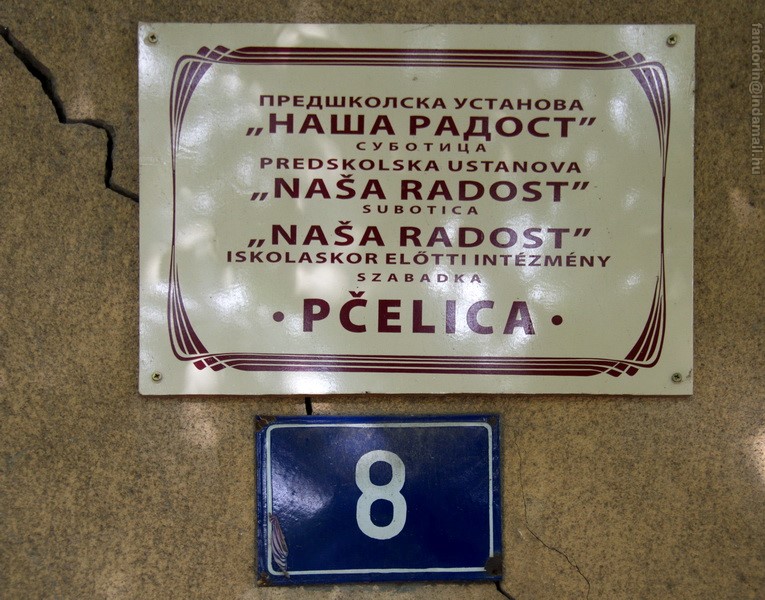 ПРЕДШКОЛСКА УСТАНОВА
„НАША РАДОСТ”
СУБОТИЦА
PREDSKOLSKA USTANOVA
„NAŠA RADOST”
SUBOTICA
„NAŠA RADOST”
ISKOLASKOR ELŐTTI INTÉZMÉNY
SZABADKA
• PČELICA •
8
fandorin@indamail.hu